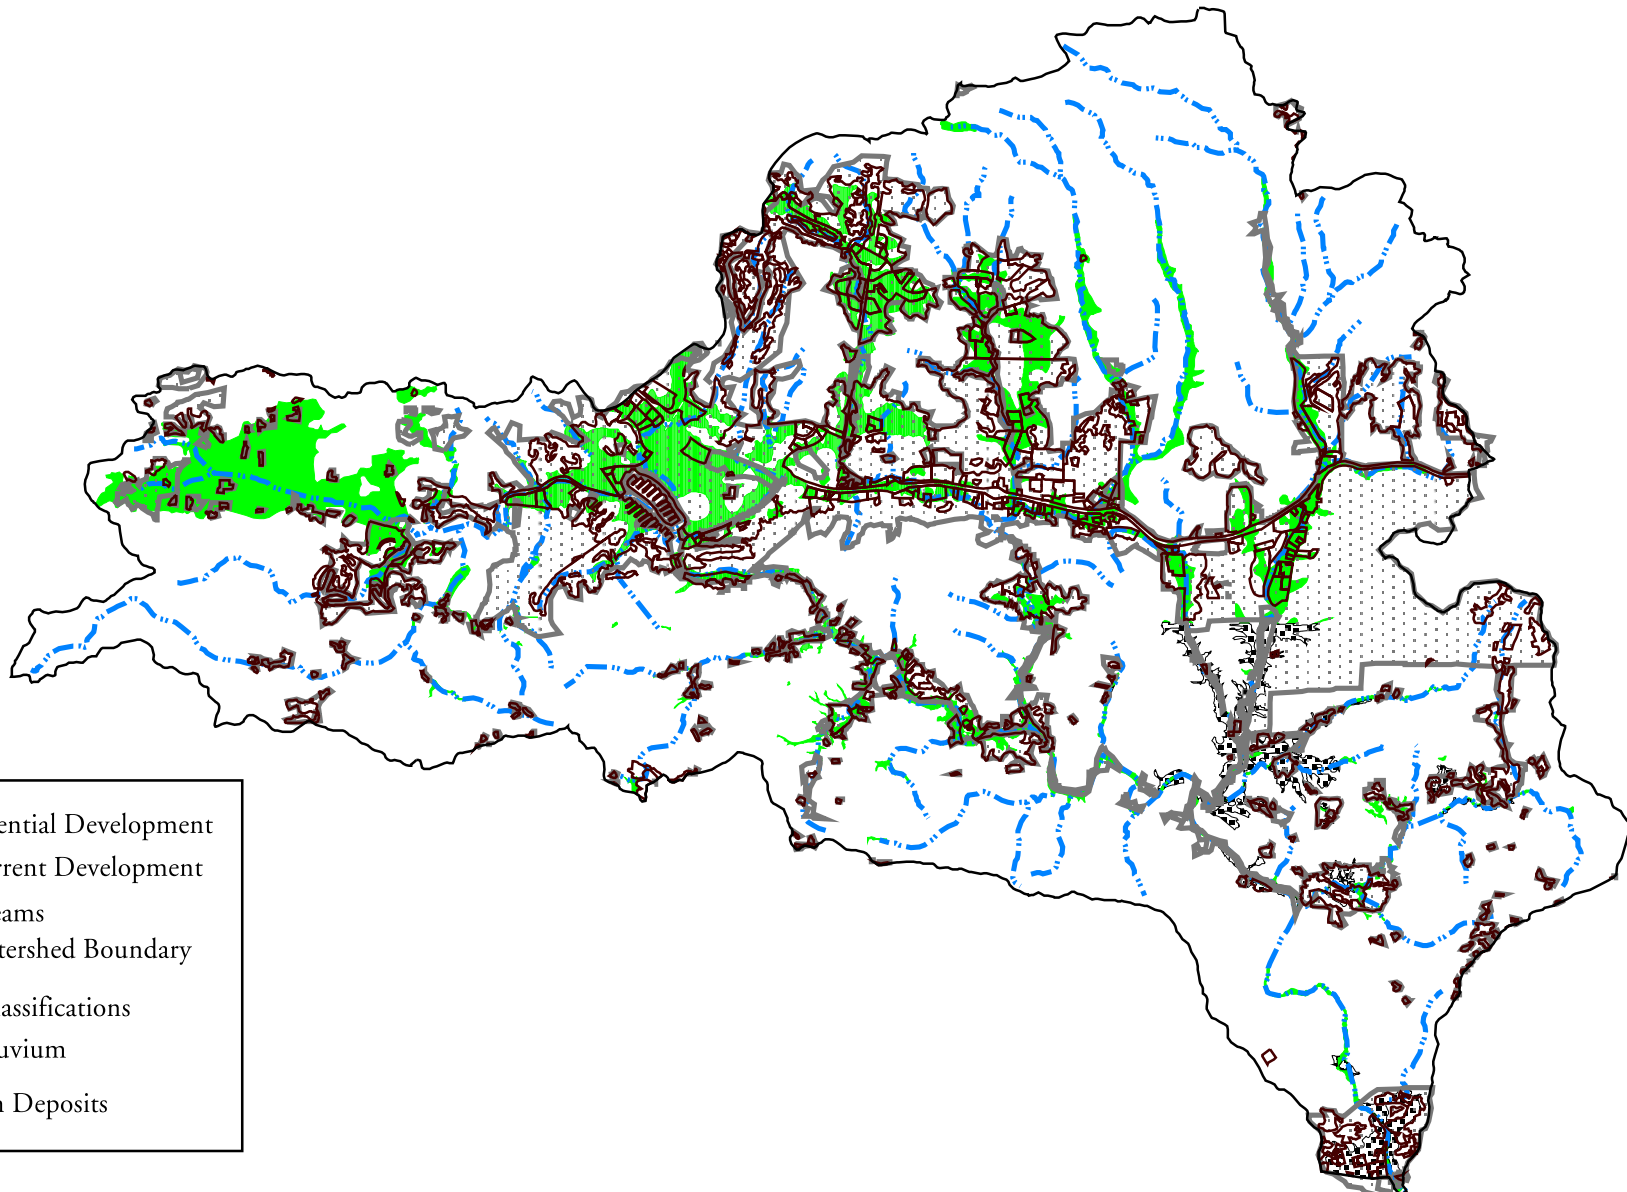 ential Development
rrent Development
eams
tershed Boundary
assifications
uvium
n Deposits